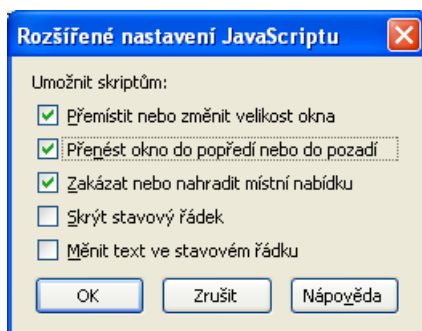 Rozšířené nastavení JavaScriptu
Umožnit skriptům:
Přemístit nebo změnit velikost okna
Přenést okno do popředí nebo do pozadí
Zakázat nebo nahradit místní nabídku
Skrýt stavový řádek
Měnit text ve stavovém řádku
OK Zrušit Nápověda